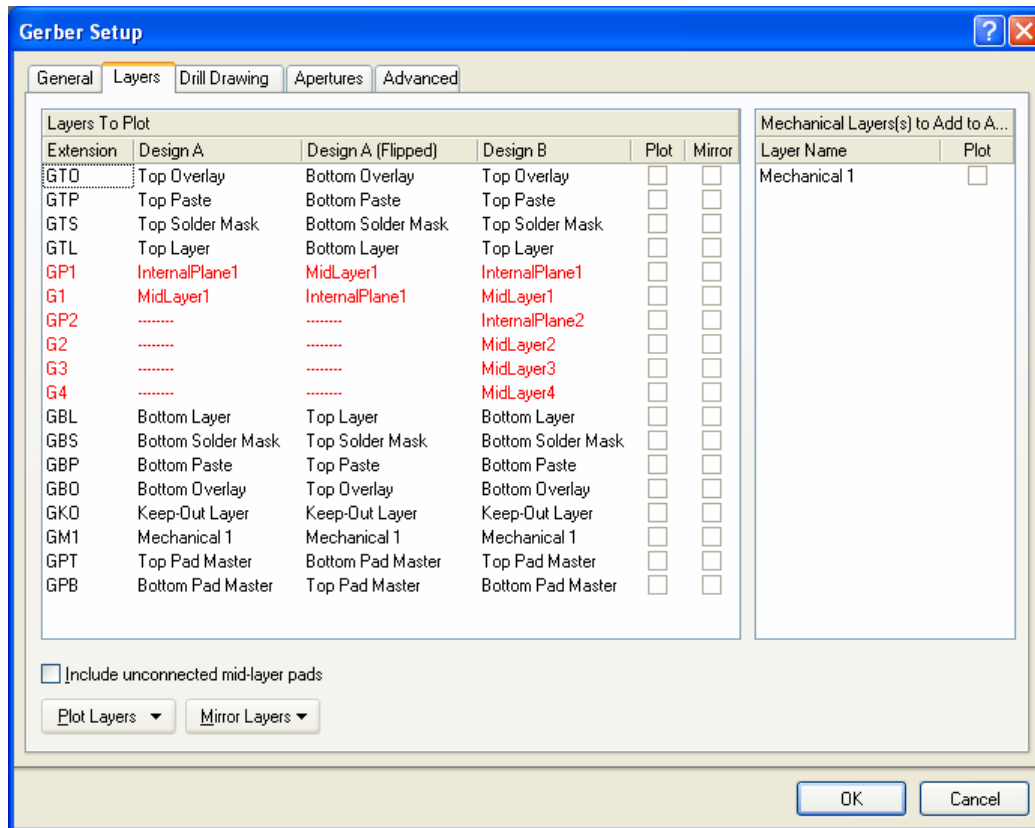 Gerber Setup
General Layers Drill Drawing Apertures Advanced
Layers To Plot
Extension Design A Design A (Flipped) Design B Plot Mirror
GTO Top Overlay Bottom Overlay Top Overlay
GTP Top Paste Bottom Paste Top Paste
GTS Top Solder Mask Bottom Solder Mask Top Solder Mask
GTL Top Layer Bottom Layer Top Layer
GP1 InternalPlane1 MidLayer1 InternalPlane1
G1 MidLayer1 InternalPlane1 MidLayer1
GP2 -------- -------- InternalPlane2
G2 -------- -------- MidLayer2
G3 -------- -------- MidLayer3
G4 -------- -------- MidLayer4
GBL Bottom Layer Top Layer Bottom Layer
GBS Bottom Solder Mask Top Solder Mask Bottom Solder Mask
GBP Bottom Paste Top Paste Bottom Paste
GBO Bottom Overlay Top Overlay Bottom Overlay
GKO Keep-Out Layer Keep-Out Layer Keep-Out Layer
GM1 Mechanical 1 Mechanical 1 Mechanical 1
GPT Top Pad Master Bottom Pad Master Top Pad Master
GPB Bottom Pad Master Top Pad Master Bottom Pad Master
Mechanical Layers(s) to Add to A...
Layer Name Plot
Mechanical 1
Include unconnected mid-layer pads
Plot Layers Mirror Layers
OK Cancel